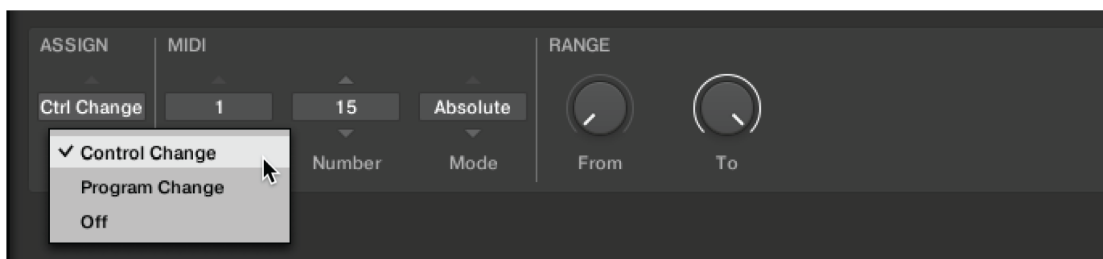 ASSIGN MIDI RANGE
Ctrl Change 1 15 Absolute
Control Change
Number Mode From To
Program Change
Off